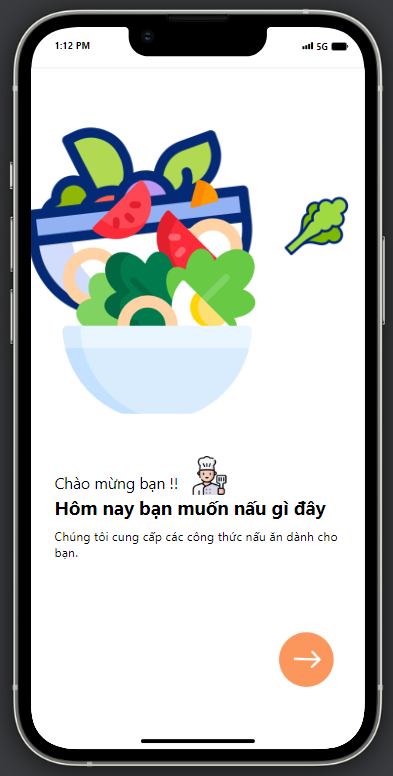 1:12 PM 5G
Chào mừng bạn !!
Hôm nay bạn muốn nấu gì đây
Chúng tôi cung cấp các công thức nấu ăn dành cho
bạn.